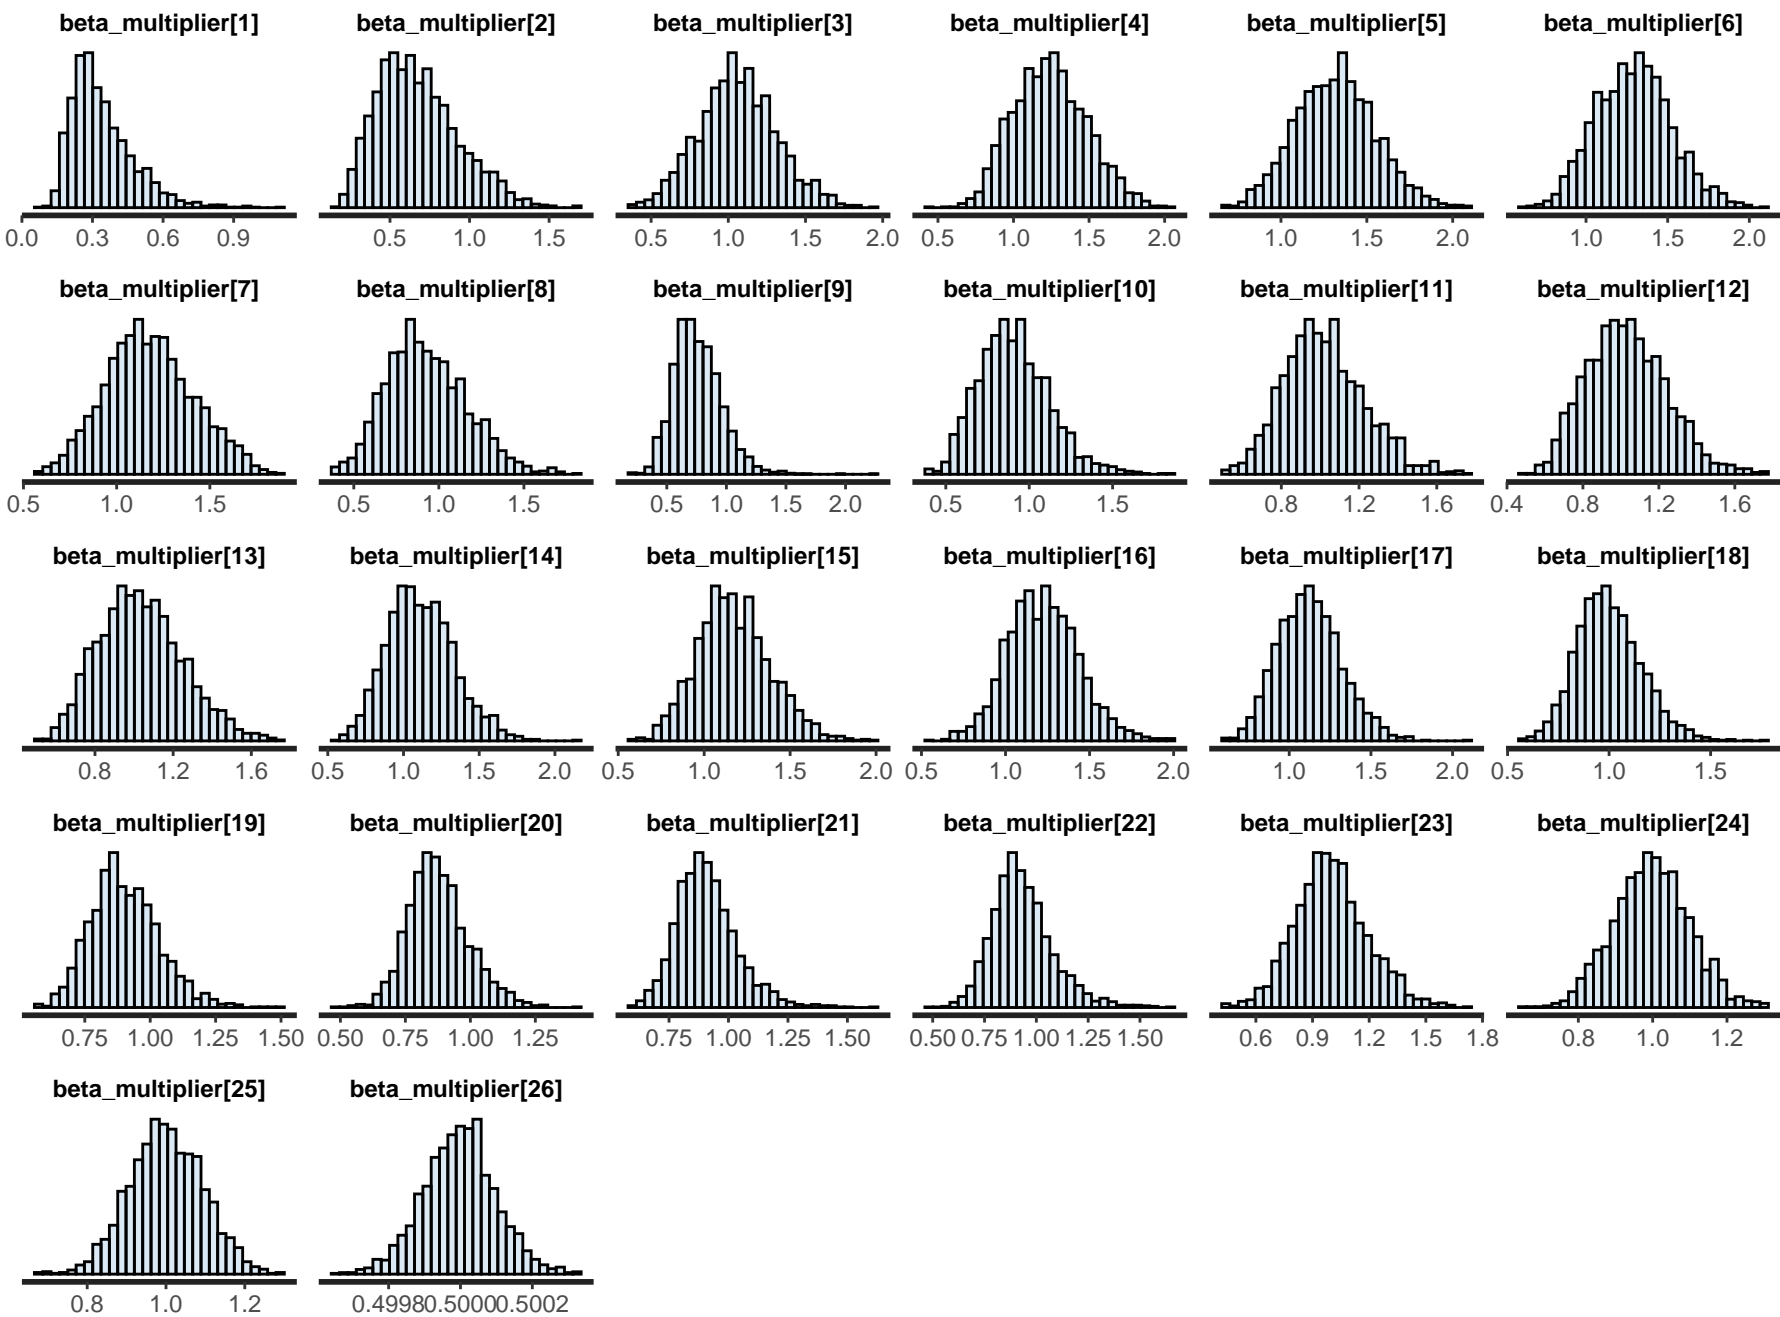 beta_multiplier[1] beta_multiplier[2] beta_multiplier[3] beta_multiplier[4] beta_multiplier[5] beta_multiplier[6]
0.0 0.3 0.6 0.9 0.5 1.0 1.5 0.5 1.0 1.5 2.0 0.5 1.0 1.5 2.0 1.0 1.5 2.0 1.0 1.5 2.0
beta_multiplier[7] beta_multiplier[8] beta_multiplier[9] beta_multiplier[10] beta_multiplier[11] beta_multiplier[12]
0.5 1.0 1.5 0.5 1.0 1.5 0.5 1.0 1.5 2.0 0.5 1.0 1.5 0.8 1.2 1.6 0.4 0.8 1.2 1.6
beta_multiplier[13] beta_multiplier[14] beta_multiplier[15] beta_multiplier[16] beta_multiplier[17] beta_multiplier[18]
0.8 1.2 1.6 0.5 1.0 1.5 2.0 0.5 1.0 1.5 2.0 0.5 1.0 1.5 2.0 1.0 1.5 2.0 0.5 1.0 1.5
beta_multiplier[19] beta_multiplier[20] beta_multiplier[21] beta_multiplier[22] beta_multiplier[23] beta_multiplier[24]
0.75 1.00 1.25 1.50 0.50 0.75 1.00 1.25 0.75 1.00 1.25 1.50 0.50 0.75 1.00 1.25 1.50 0.6 0.9 1.2 1.5 1.8 0.8 1.0 1.2
beta_multiplier[25] beta_multiplier[26]
0.8 1.0 1.2 0.4998 0.5000 0.5002